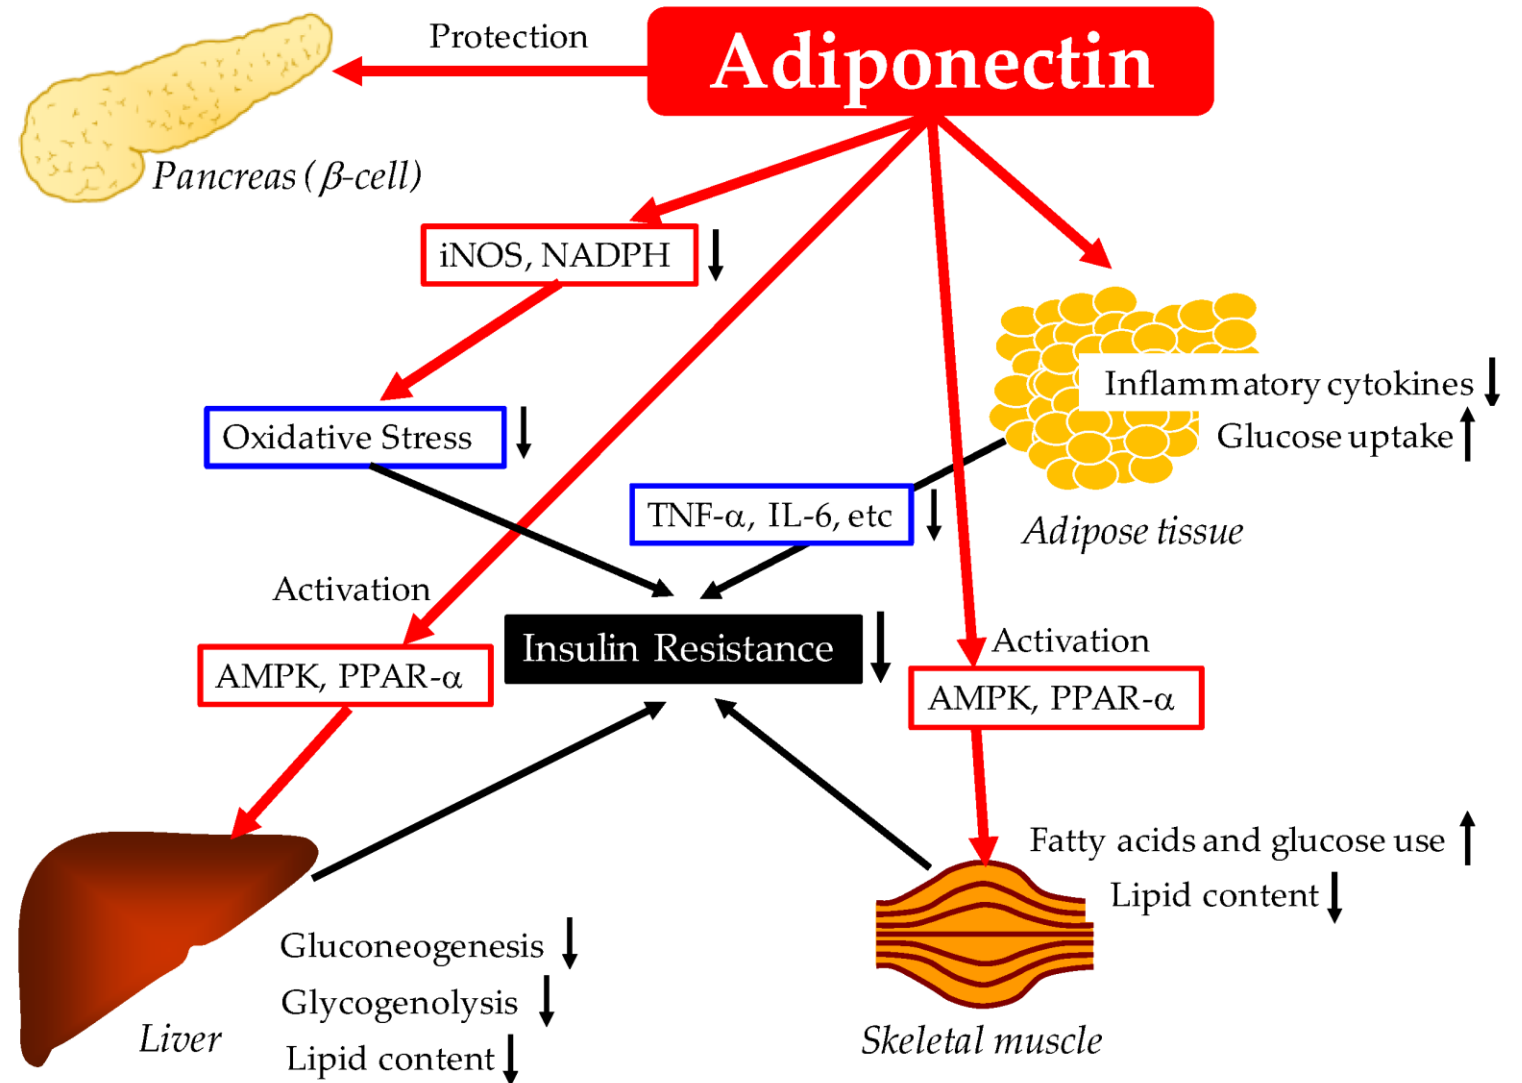 Protection
Adiponectin
Pancreas (β-cell)
iNOS, NADPH ↓
Inflammatory cytokines ↓
Glucose uptake ↑
Oxidative Stress ↓
TNF-α, IL-6, etc ↓
Adipose tissue
Activation
Insulin Resistance ↓
Activation
AMPK, PPAR-α
AMPK, PPAR-α
Fatty acids and glucose use ↑
Lipid content ↓
Gluconeogenesis ↓
Glycogenolysis ↓
Liver
Skeletal muscle
Lipid content ↓